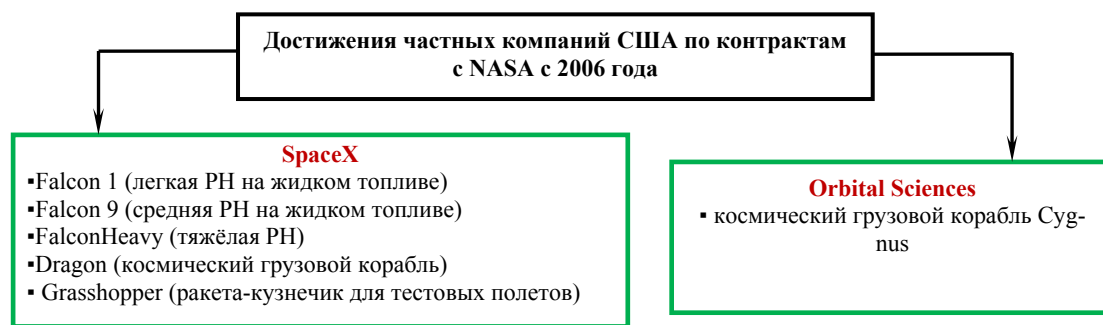 Достижения частных компаний США по контрактам
с NASA с 2006 года
SpaceX
▪Falcon 1 (легкая РН на жидком топливе)
▪Falcon 9 (средняя РН на жидком топливе)
▪FalconHeavy (тяжёлая РН)
▪Dragon (космический грузовой корабль)
▪ Grasshopper (ракета-кузнечик для тестовых полетов)
Orbital Sciences
▪ космический грузовой корабль Cyg-
nus